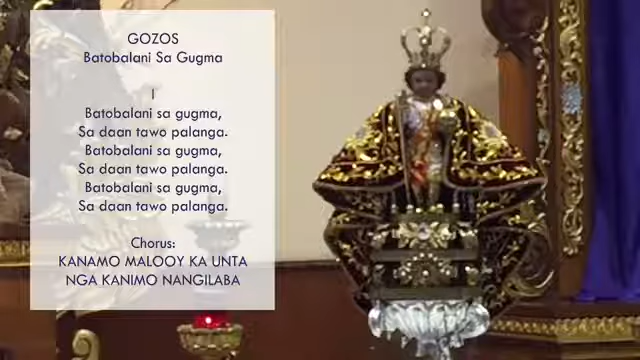 GOZOS
Batobalani Sa Gugma
I
Batobalani sa gugma,
Sa daan tawo palanga.
Batobalani sa gugma,
Sa daan tawo palanga.
Batobalani sa gugma,
Sa daan tawo palanga.
Chorus:
KANAMO MALOOY KA UNTA
NGA KANIMO NANGILABA